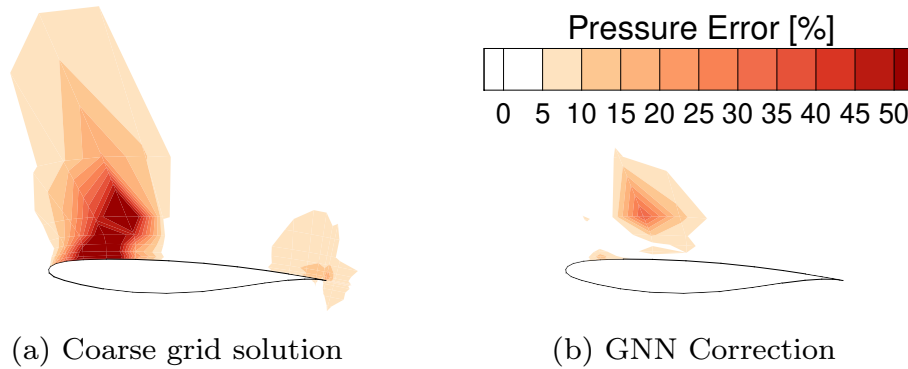 Pressure Error [%]
0 5 10 15 20 25 30 35 40 45 50
(a) Coarse grid solution
(b) GNN Correction